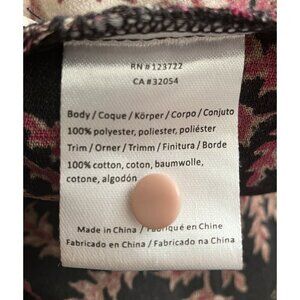 RN # 123722
CA # 32054
Body / Coque / Körper / Corpo / Conjuto
100% polyester, poliester, poliéster
Trim / Orner / Trimm / Finitura / Borde
100% cotton, coton, baumwolle,
cotone, algodón
Made in China / en Chine
Fabricado en China / Fabricado na China